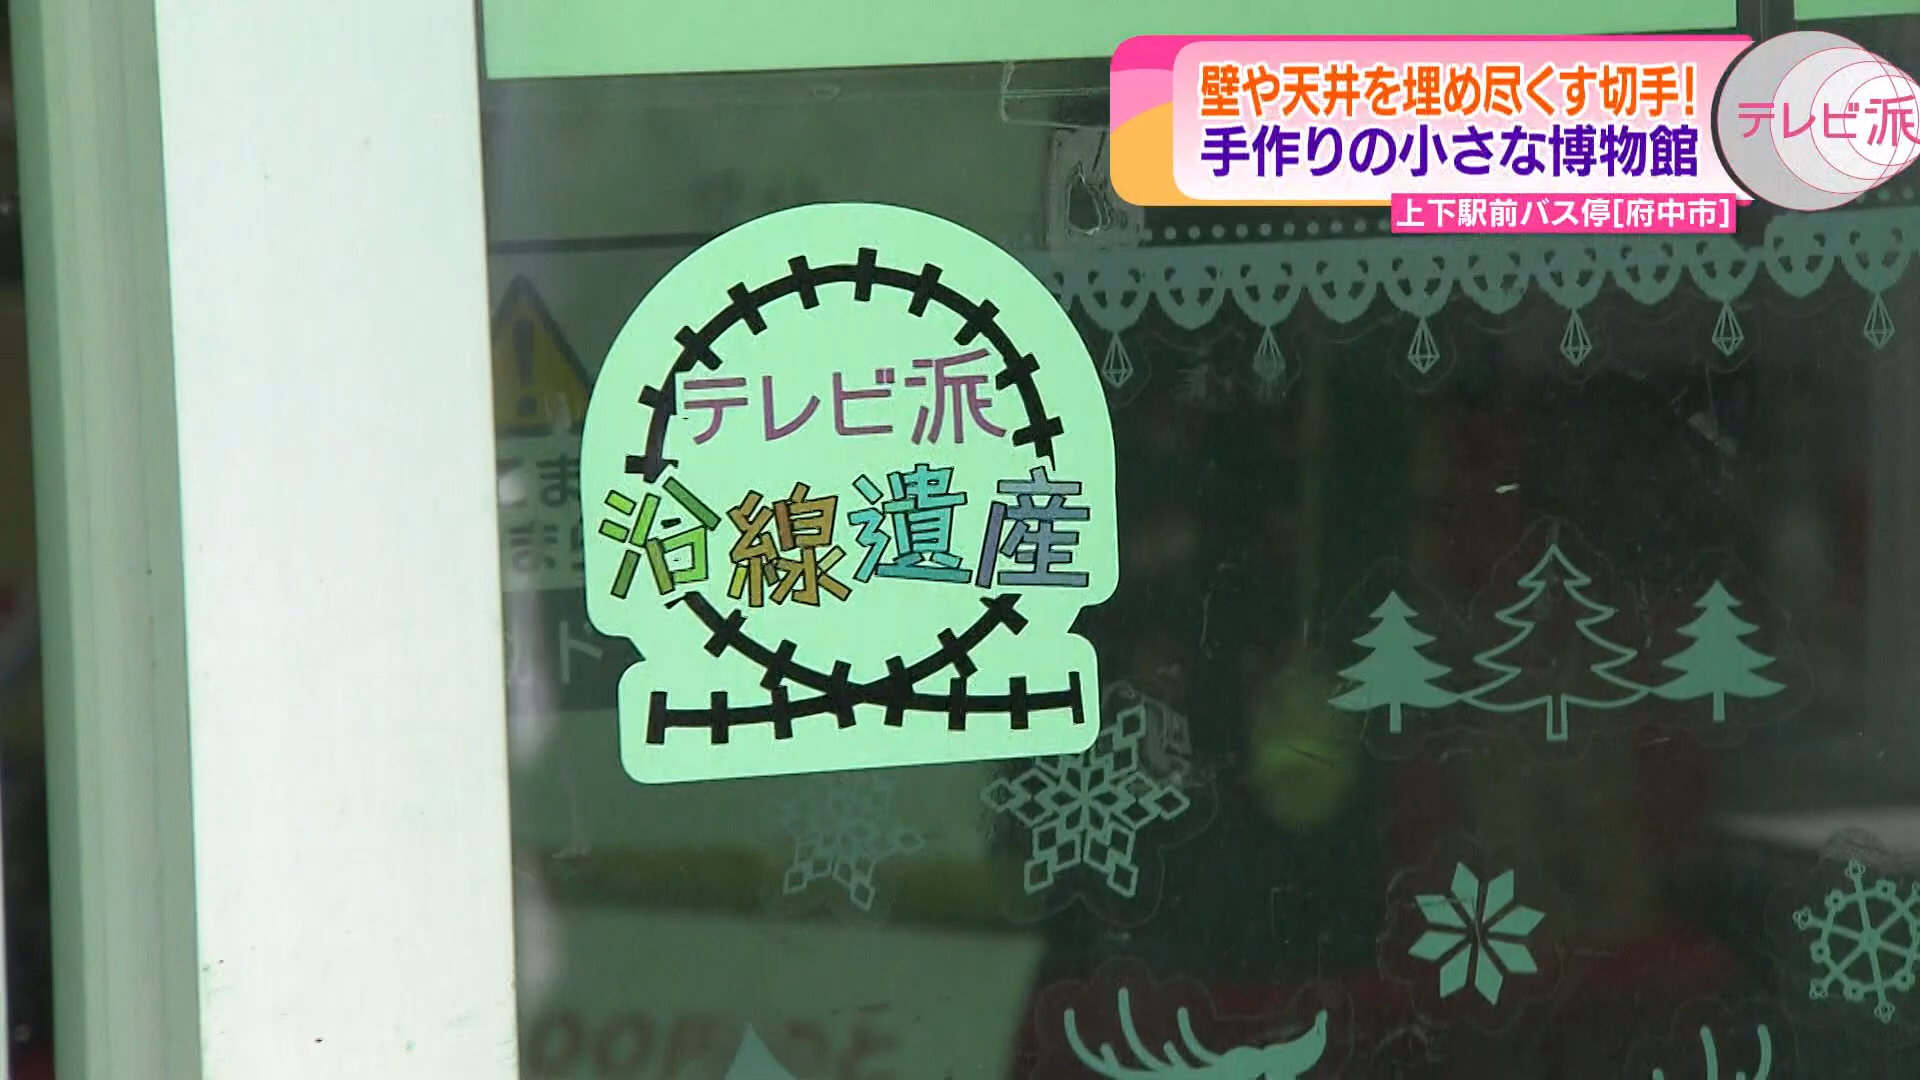 壁や天井を埋め尽くす切手!
手作りの小さな博物館
テレビ派
上下駅前バス停[府中市]
テレビ派
沿線遺産